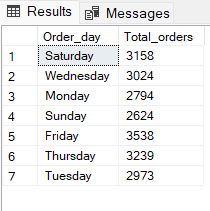 Results Messages
Order_day Total_orders
1 Saturday 3158
2 Wednesday 3024
3 Monday 2794
4 Sunday 2624
5 Friday 3538
6 Thursday 3239
7 Tuesday 2973